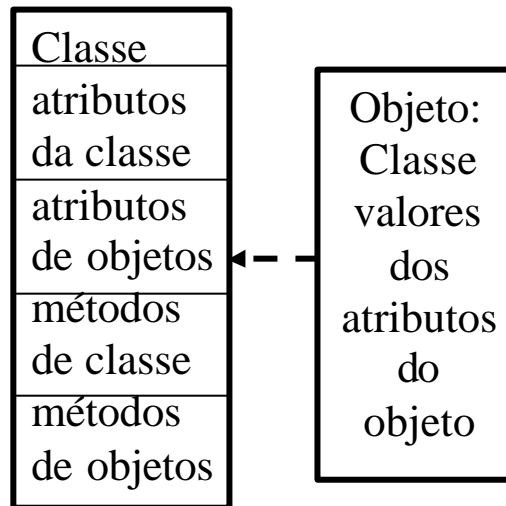 Classe
atributos
da classe
atributos
de objetos
métodos
de classe
métodos
de objetos
Objeto:
Classe
valores
dos
atributos
do
objeto